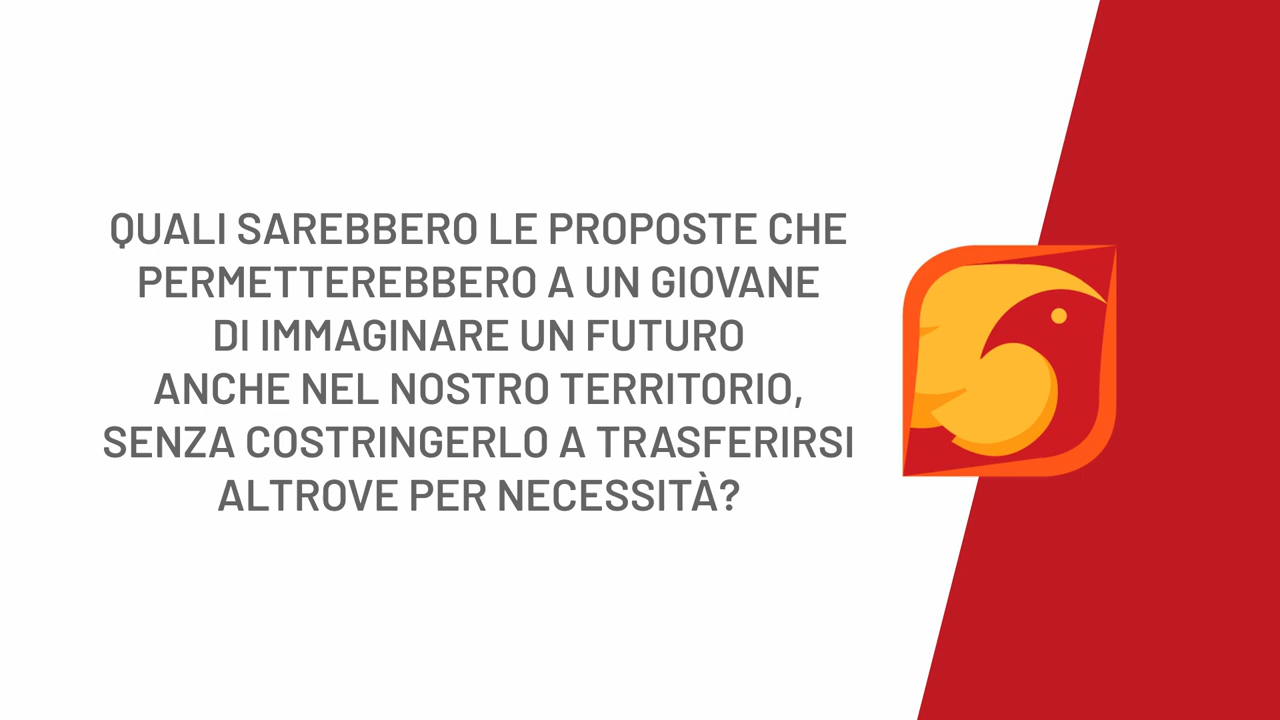 QUALI SAREBBERO LE PROPOSTE CHE
PERMETTEREBBERO A UN GIOVANE
DI IMMAGINARE UN FUTURO
ANCHE NEL NOSTRO TERRITORIO,
SENZA COSTRINGERLO A TRASFERIRSI
ALTROVE PER NECESSITÀ?